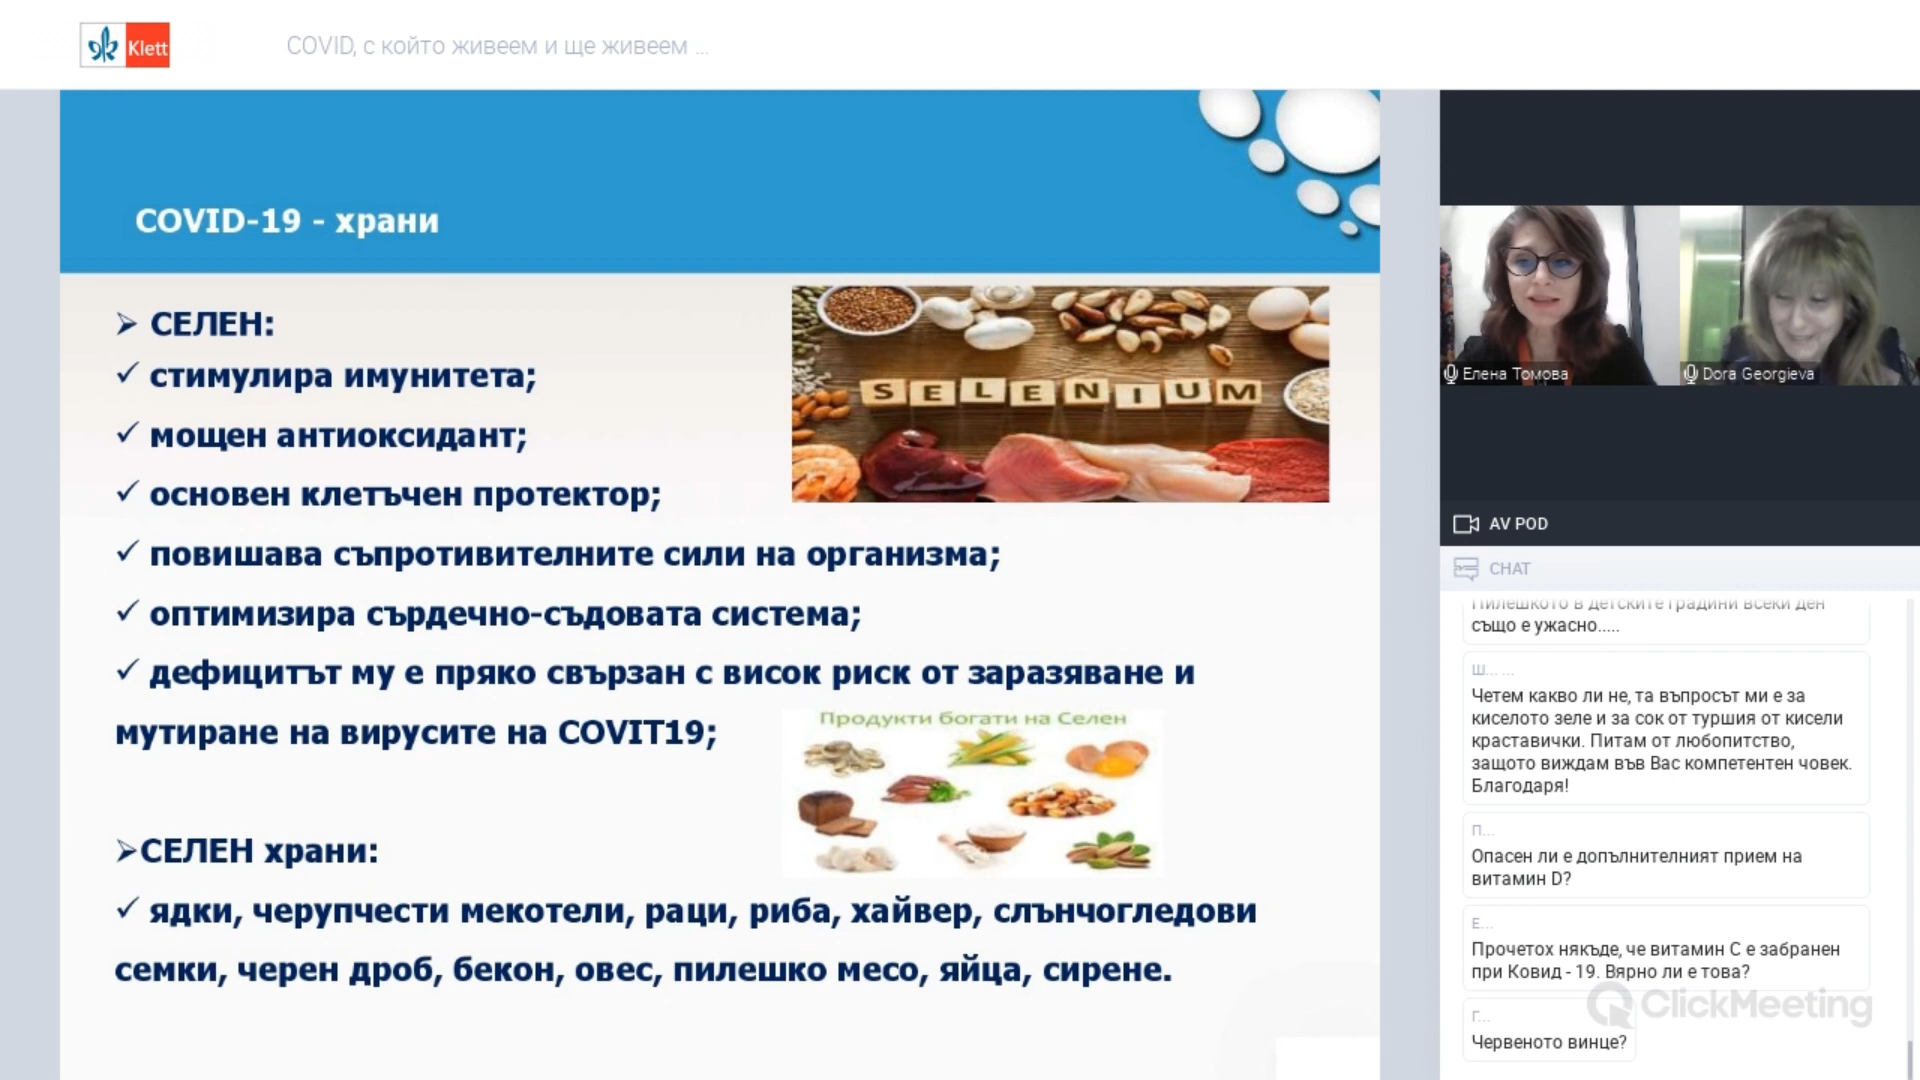 Klett
COVID, с който живеем и ще живеем ...
COVID-19 - храни
СЕЛЕН:
стимулира имунитета;
мощен антиоксидант;
основен клетъчен протектор;
повишава съпротивителните сили на организма;
оптимизира сърдечно-съдовата система;
дефицитът му е пряко свързан с висок риск от заразяване и
мутиране на вирусите на COVIT19;
SELENIUM
Продукти богати на Селен
СЕЛЕН храни:
ядки, черупчести мекотели, раци, риба, хайвер, слънчогледови
семки, черен дроб, бекон, овес, пилешко месо, яйца, сирене.
Елена Томова
Dora Georgieva
AV POD
CHAT
Пилешкото в детските градини всеки ден
също е ужасно.....
Ш... ...
Четем какво ли не, та въпросът ми е за
киселото зеле и за сок от туршия от кисели
краставички. Питам от любопитство,
защото виждам във Вас компетентен човек.
Благодаря!
П...
Опасен ли е допълнителният прием на
витамин D?
Е...
Прочетох някъде, че витамин С е забранен
при Ковид - 19. Вярно ли е това?
Г...
Червеното винце?
ClickMeeting